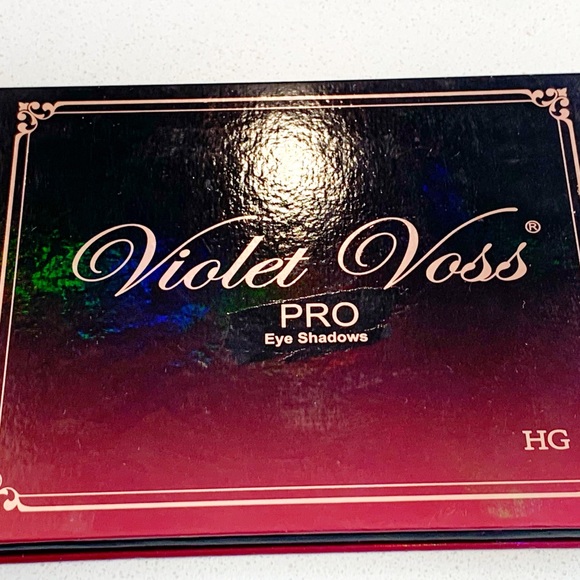 Violet Voss®
PRO
Eye Shadows
HG